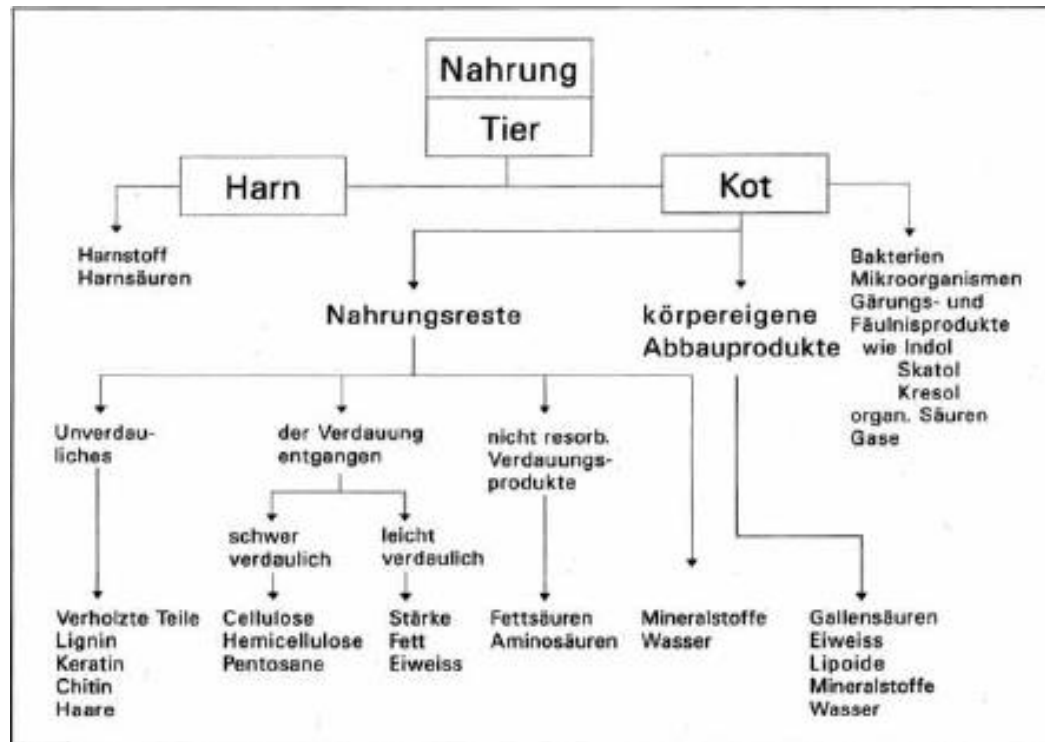 Nahrung
Tier
Harn
Kot
Harnstoff
Harnsäuren
Bakterien
Mikroorganismen
Gärungs- und
Fäulnisprodukte
wie Indol
Skatol
Kresol
organ. Säuren
Gase
Nahrungsreste
körpereigene
Abbauprodukte
Unverdau-
liches
der Verdauung
entgangen
nicht resorb.
Verdauungs-
produkte
schwer
verdaulich
leicht
verdaulich
Verholzte Teile
Lignin
Keratin
Chitin
Haare
Cellulose
Hemicellulose
Pentosane
Stärke
Fett
Eiweiss
Fettsäuren
Aminosäuren
Mineralstoffe
Wasser
Gallensäuren
Eiweiss
Lipoide
Mineralstoffe
Wasser